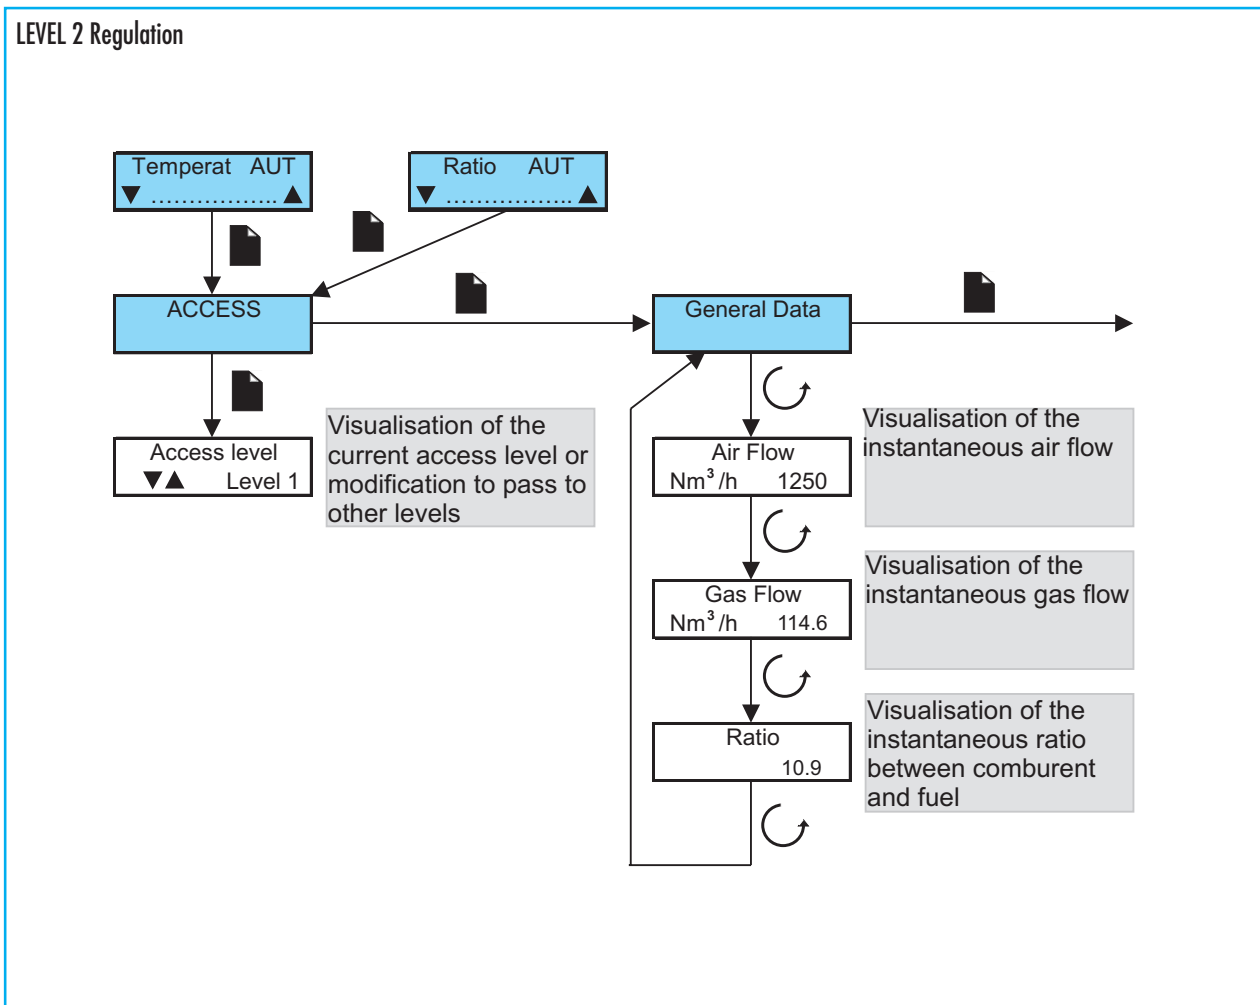 LEVEL 2 Regulation
Temperat AUT
▼ ................. ▲
Ratio AUT
▼ ................. ▲
ACCESS
General Data
Access level
▼▲ Level 1
Visualisation of the
current access level or
modification to pass to
other levels
Air Flow
Nm³/h 1250
Visualisation of the
instantaneous air flow
Gas Flow
Nm³/h 114.6
Visualisation of the
instantaneous gas flow
Ratio
10.9
Visualisation of the
instantaneous ratio
between comburent
and fuel